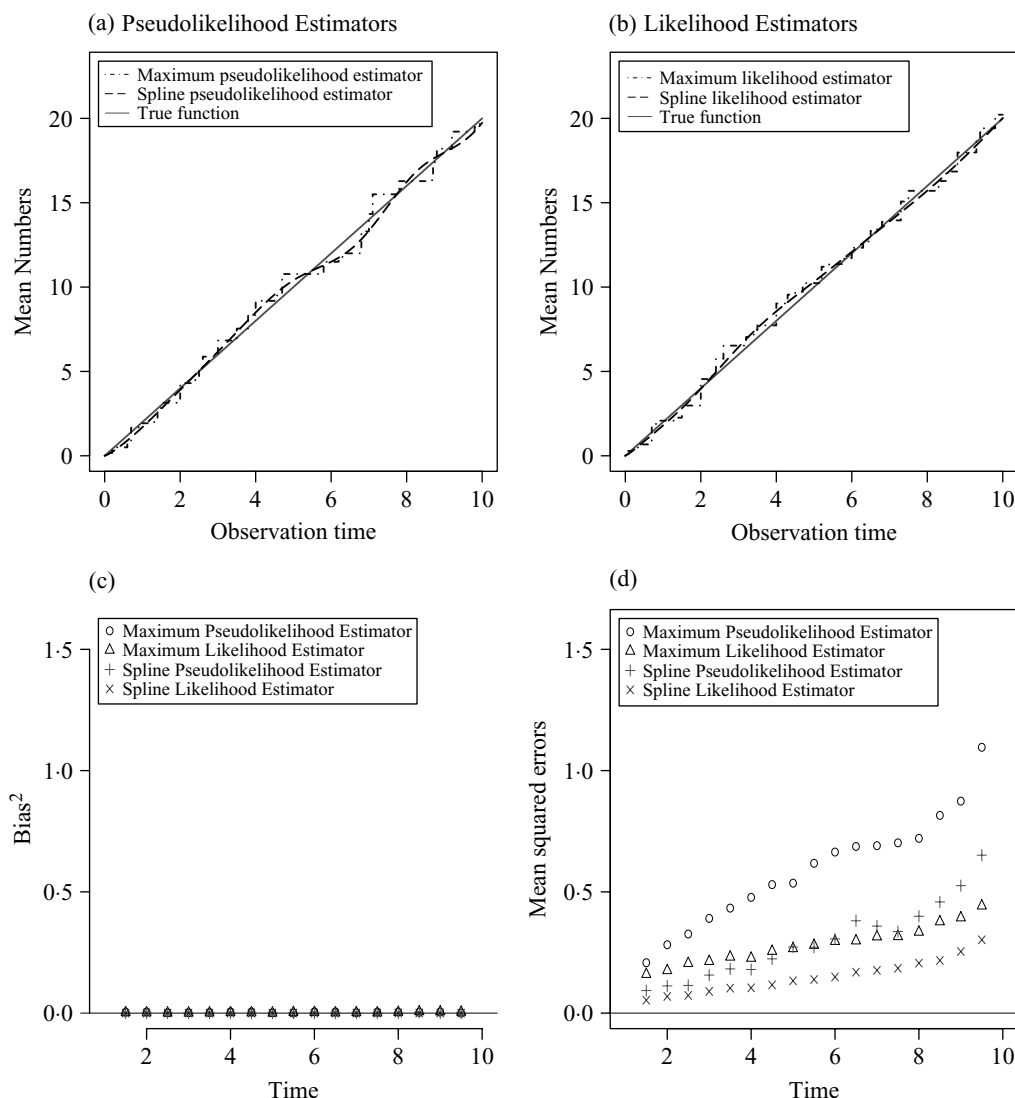 (a) Pseudolikelihood Estimators
Maximum pseudolikelihood estimator
Spline pseudolikelihood estimator
True function
20
15
10
5
0
Mean Numbers
0 2 4 6 8 10
Observation time
(b) Likelihood Estimators
Maximum likelihood estimator
Spline likelihood estimator
True function
20
15
10
5
0
Mean Numbers
0 2 4 6 8 10
Observation time
(c)
Maximum Pseudolikelihood Estimator
Maximum Likelihood Estimator
Spline Pseudolikelihood Estimator
Spline Likelihood Estimator
1·5
1·0
0·5
0·0
Bias²
2 4 6 8 10
Time
(d)
Maximum Pseudolikelihood Estimator
Maximum Likelihood Estimator
Spline Pseudolikelihood Estimator
Spline Likelihood Estimator
1·5
1·0
0·5
0·0
Mean squared errors
2 4 6 8 10
Time